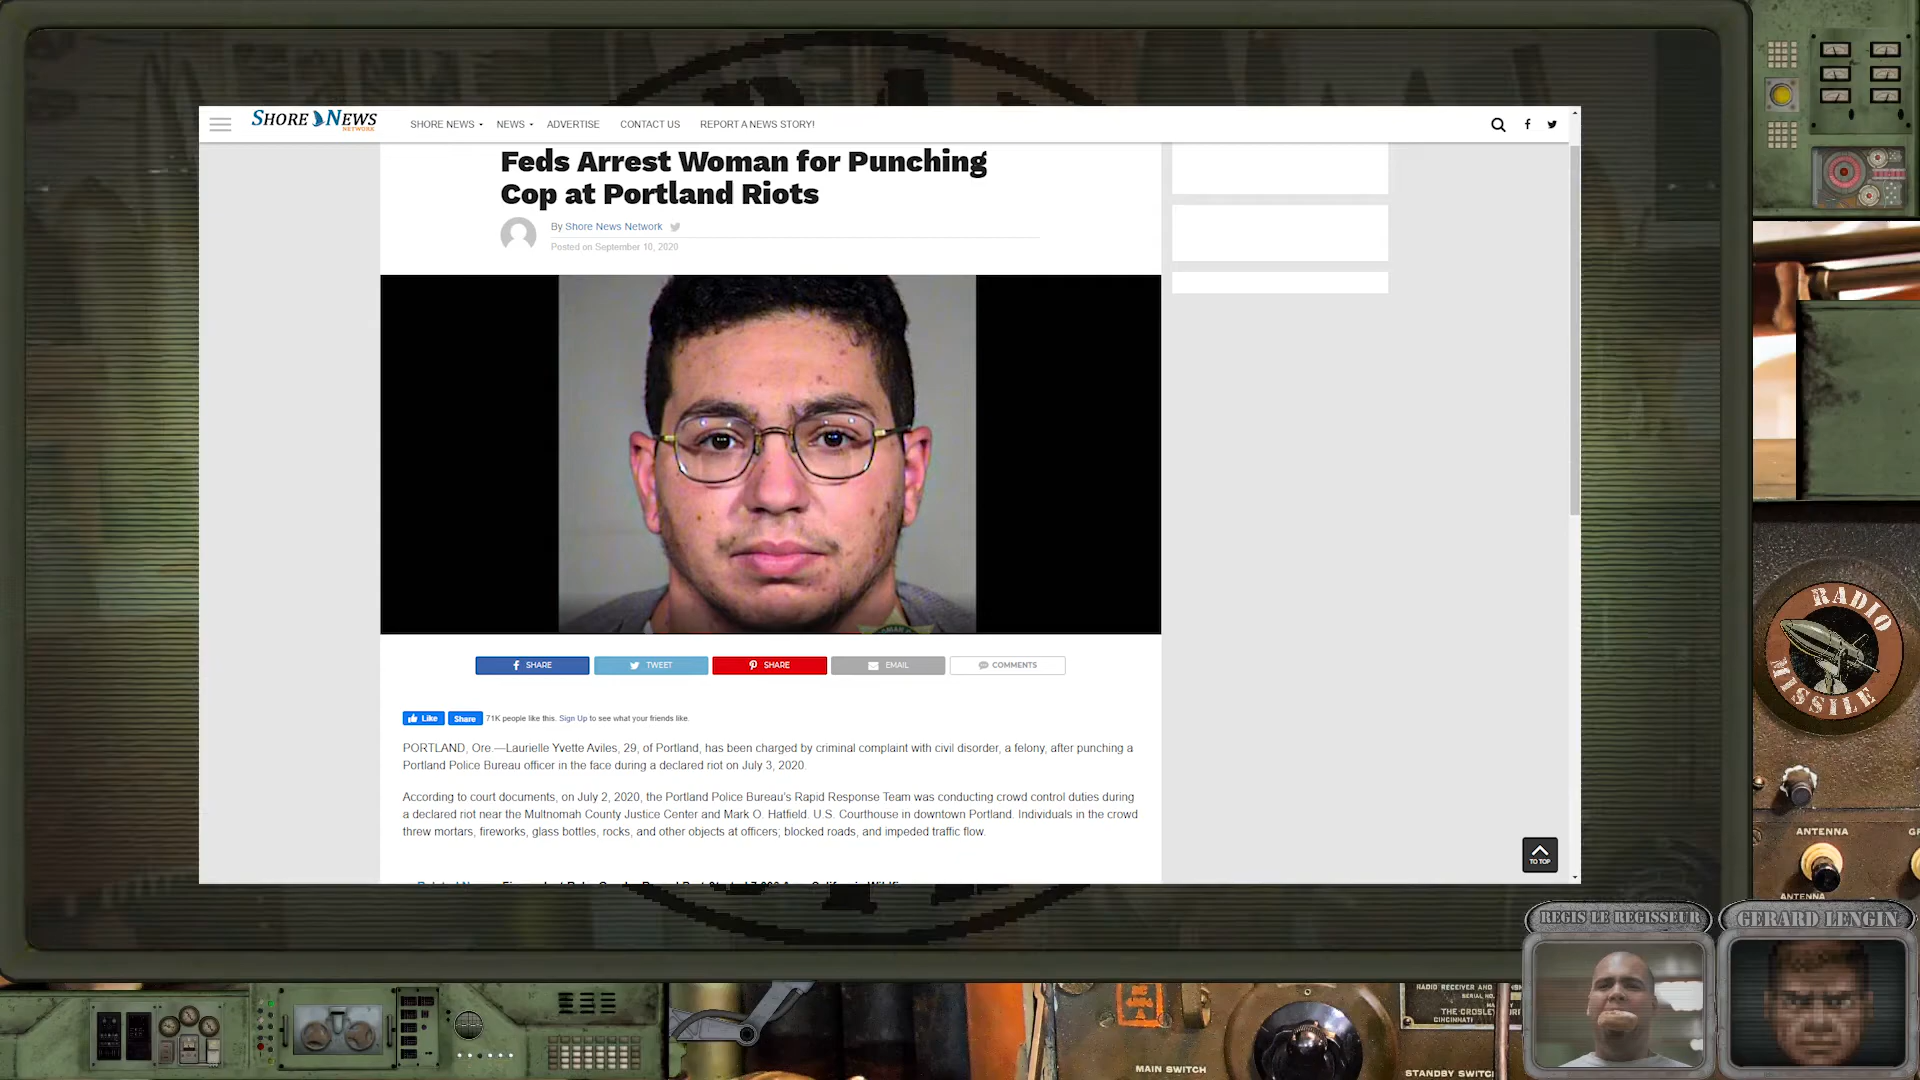 SHORE NEWS
NETWORK
SHORE NEWS
NEWS
ADVERTISE
CONTACT US
REPORT A NEWS STORY!
Feds Arrest Woman for Punching
Cop at Portland Riots
By Shore News Network
Posted on September 10, 2020
SHARE
TWEET
SHARE
EMAIL
COMMENTS
Like
Share
71K people like this. Sign Up to see what your friends like.
PORTLAND, Ore.—Laurielle Yvette Aviles, 29, of Portland, has been charged by criminal complaint with civil disorder, a felony, after punching a
Portland Police Bureau officer in the face during a declared riot on July 3, 2020.
According to court documents, on July 2, 2020, the Portland Police Bureau's Rapid Response Team was conducting crowd control duties during
a declared riot near the Multnomah County Justice Center and Mark O. Hatfield. U.S. Courthouse in downtown Portland. Individuals in the crowd
threw mortars, fireworks, glass bottles, rocks, and other objects at officers; blocked roads, and impeded traffic flow.
TO TOP
RADIO
MISSILE
ANTENNA
ANTENNA
REGIS LE REGISSEUR
GERARD LENGIN
RADIO RECEIVER AND
SERIAL NO.
THE CROSLEY
CINCINNATI
MAIN SWITCH
STANDBY SWITCH